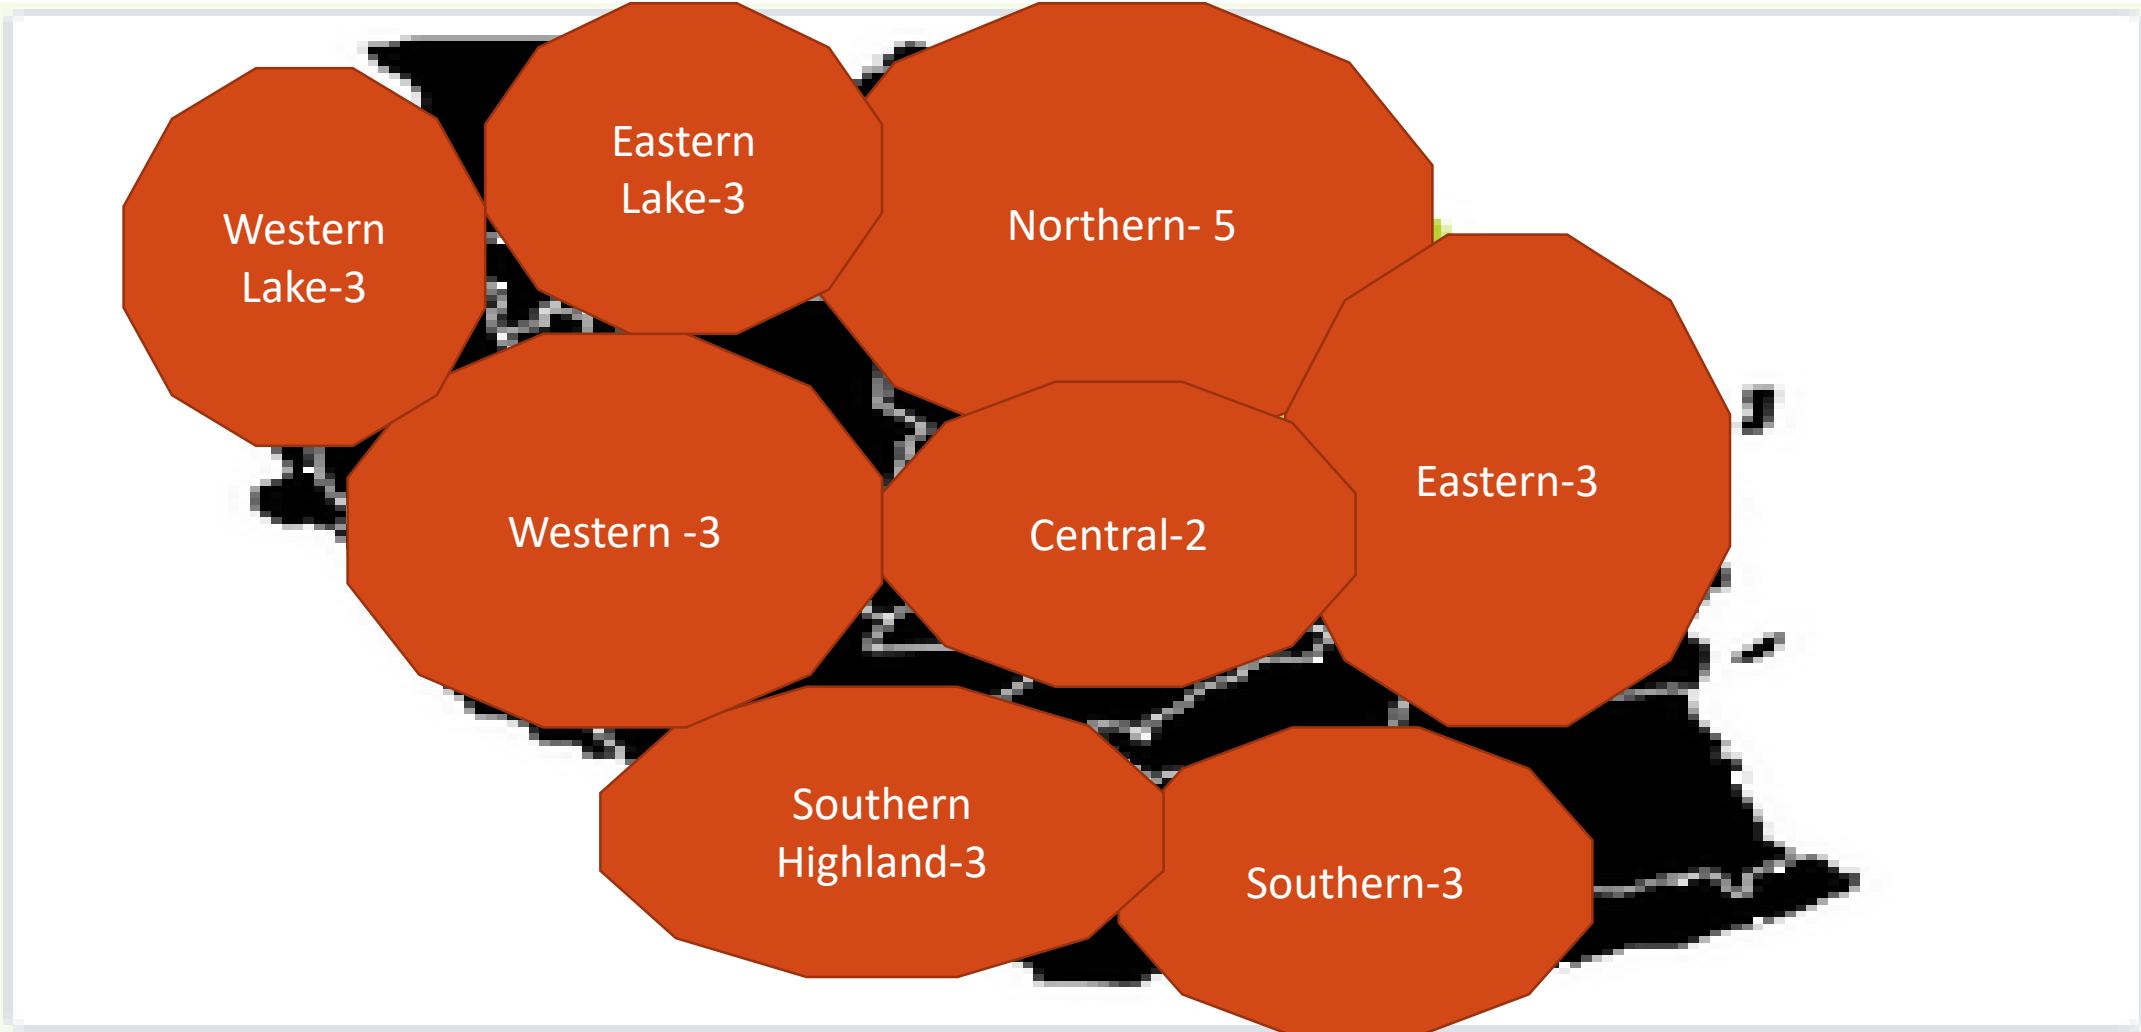 Eastern
Lake-3
Western
Lake-3
Northern- 5
Eastern-3
Western -3
Central-2
Southern
Highland-3
Southern-3